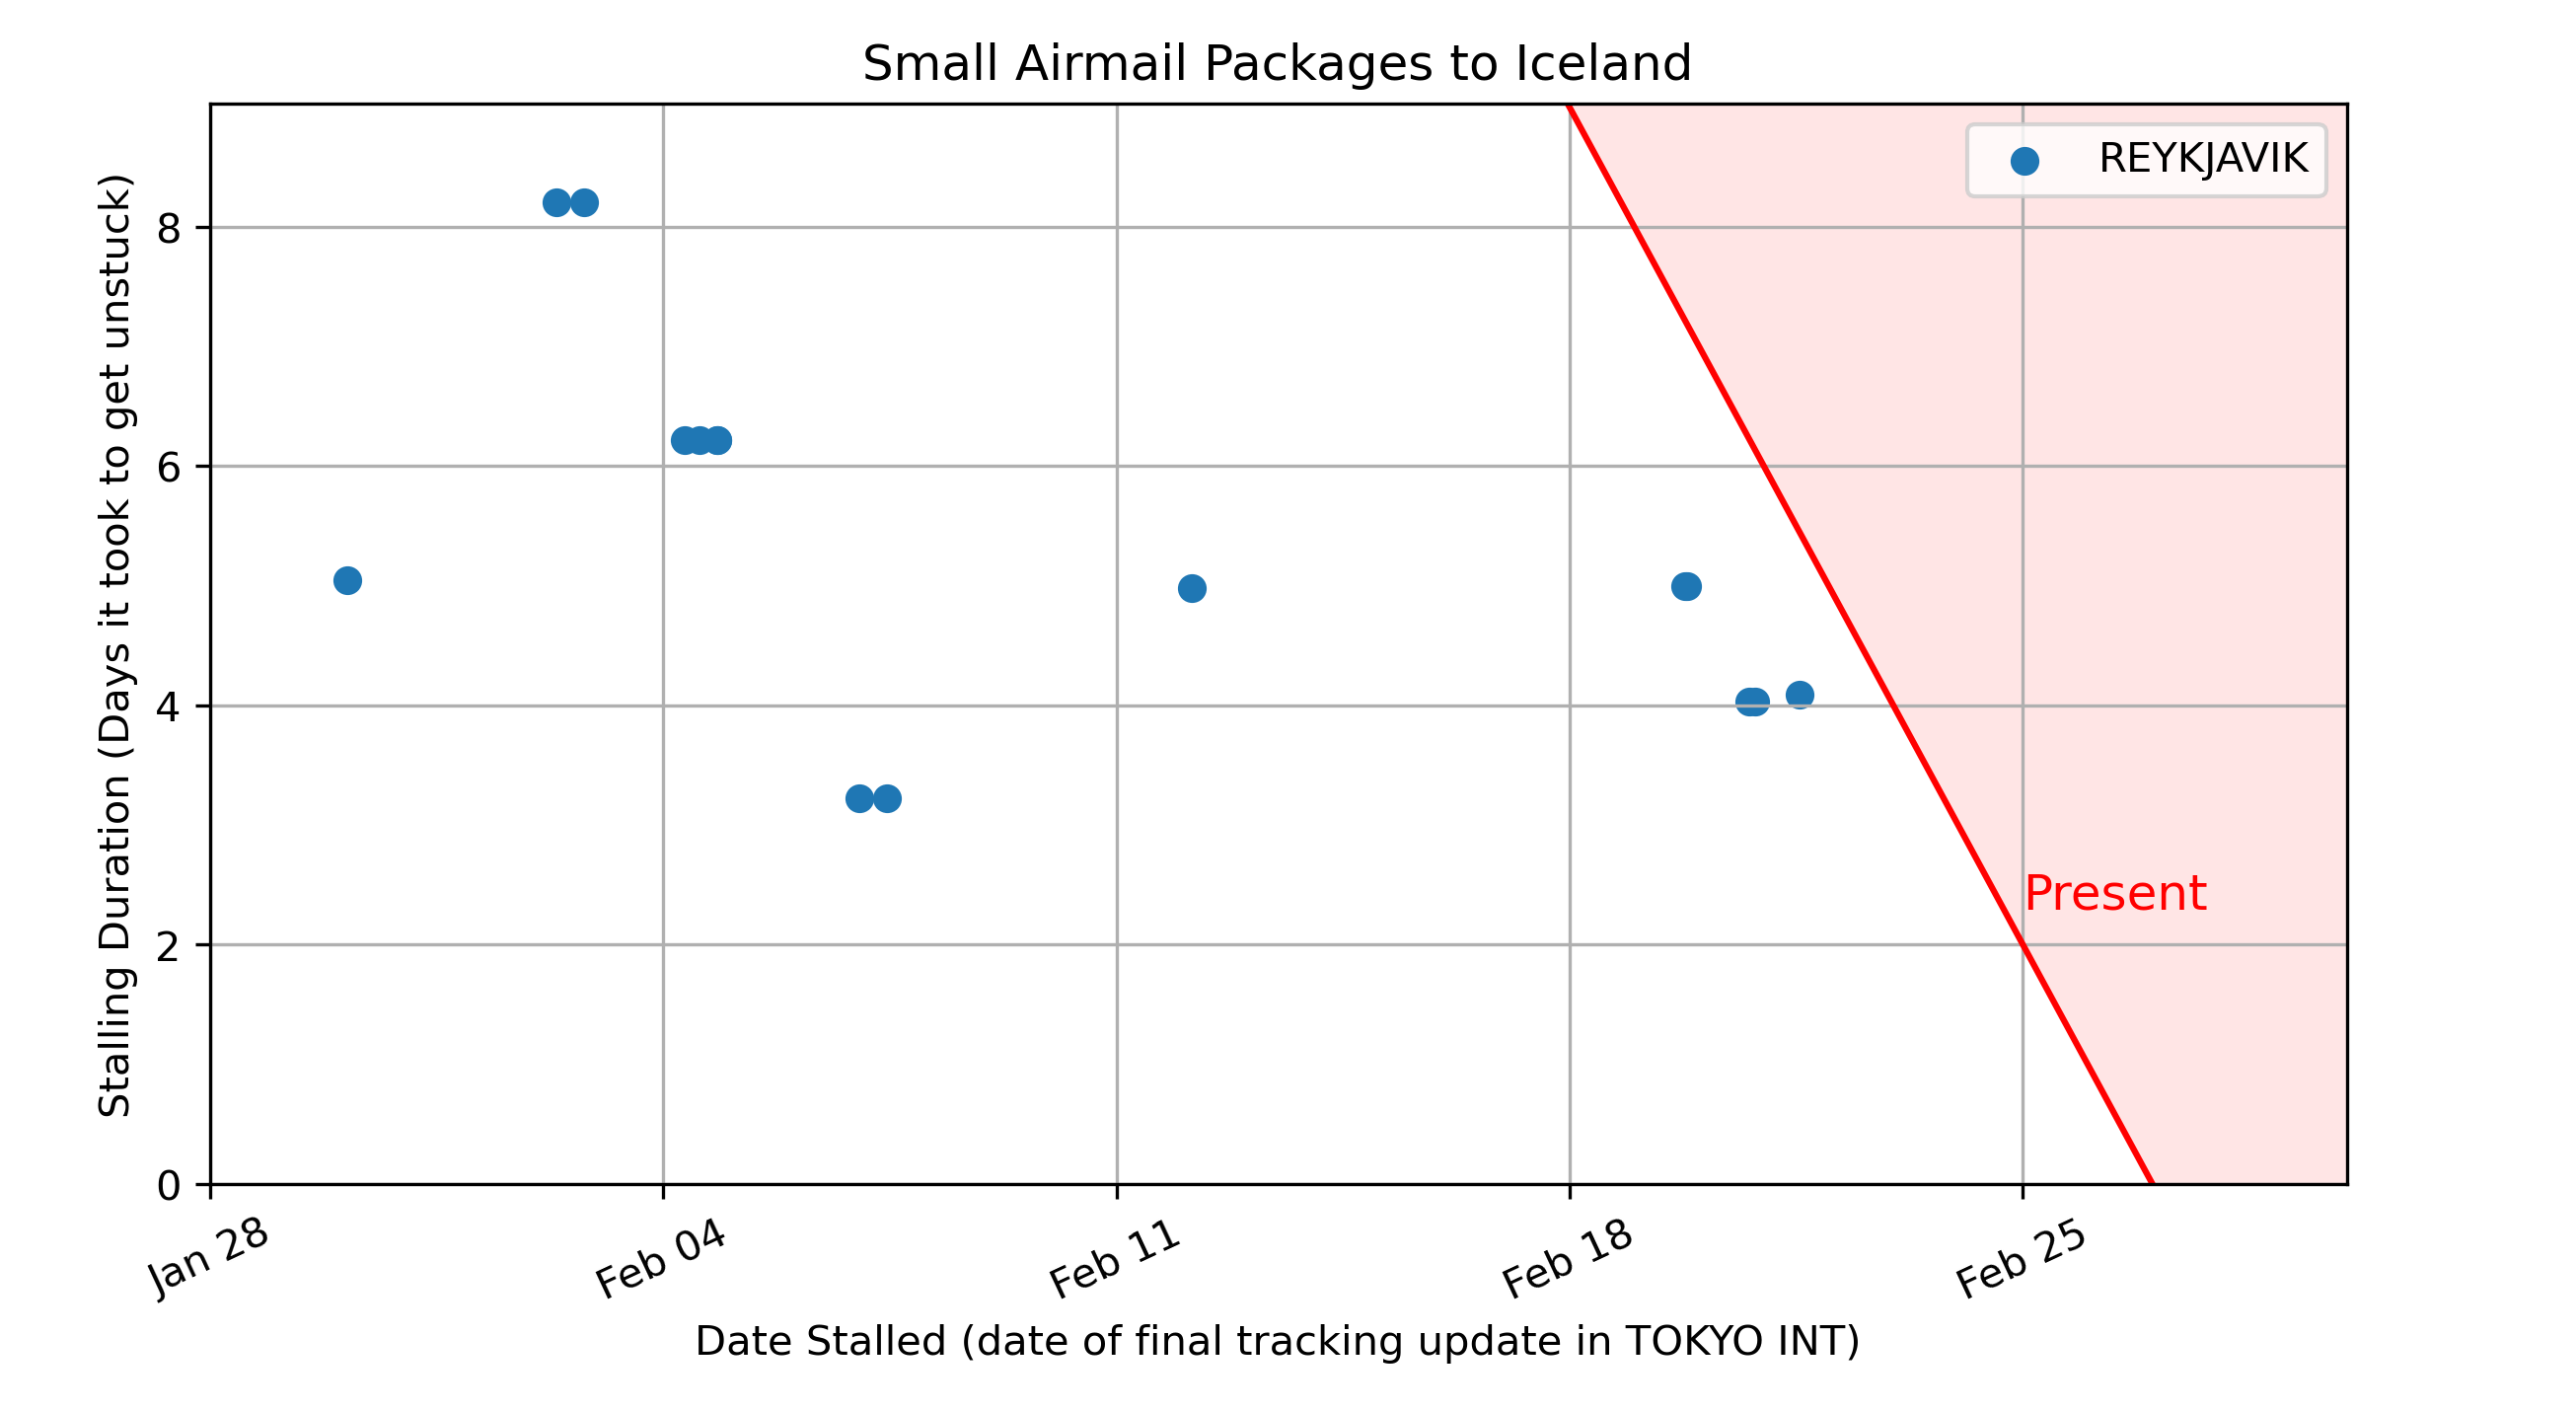 Small Airmail Packages to Iceland
REYKJAVIK
Stalling Duration (Days it took to get unstuck)
8
6
4
2
0
Present
Jan 28
Feb 04
Feb 11
Feb 18
Feb 25
Date Stalled (date of final tracking update in TOKYO INT)